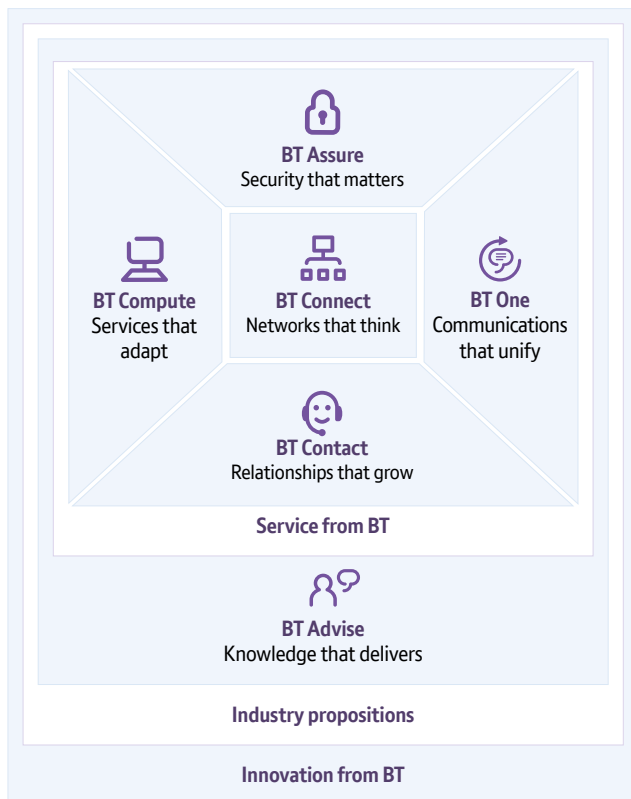 BT Assure
Security that matters
BT Compute
Services that
adapt
BT Connect
Networks that think
BT One
Communications
that unify
BT Contact
Relationships that grow
Service from BT
BT Advise
Knowledge that delivers
Industry propositions
Innovation from BT